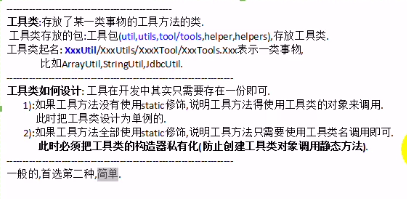 ---------------------------------------------
工具类:存放了某一类事物的工具方法的类.
工具类存放的包:工具包(util,utils,tool/tools,helper,helpers),存放工具类.
工具类起名: XxxUtil/XxxUtils/XxxXTool/XxxTools.Xxx表示一类事物,
比如ArrayUtil,StringUtil,JdbcUtil.
---------------------------------------------
工具类如何设计: 工具在开发中其实只需要存在一份即可.
1):如果工具方法没有使用static修饰,说明工具方法得使用工具类的对象来调用.
此时把工具类设计为单例的.
2):如果工具方法全部使用static修饰,说明工具方法只需要使用工具类名调用即可.
此时必须把工具类的构造器私有化(防止创建工具类对象调用静态方法).
---------------------------------------------
一般的,首选第二种,简单.